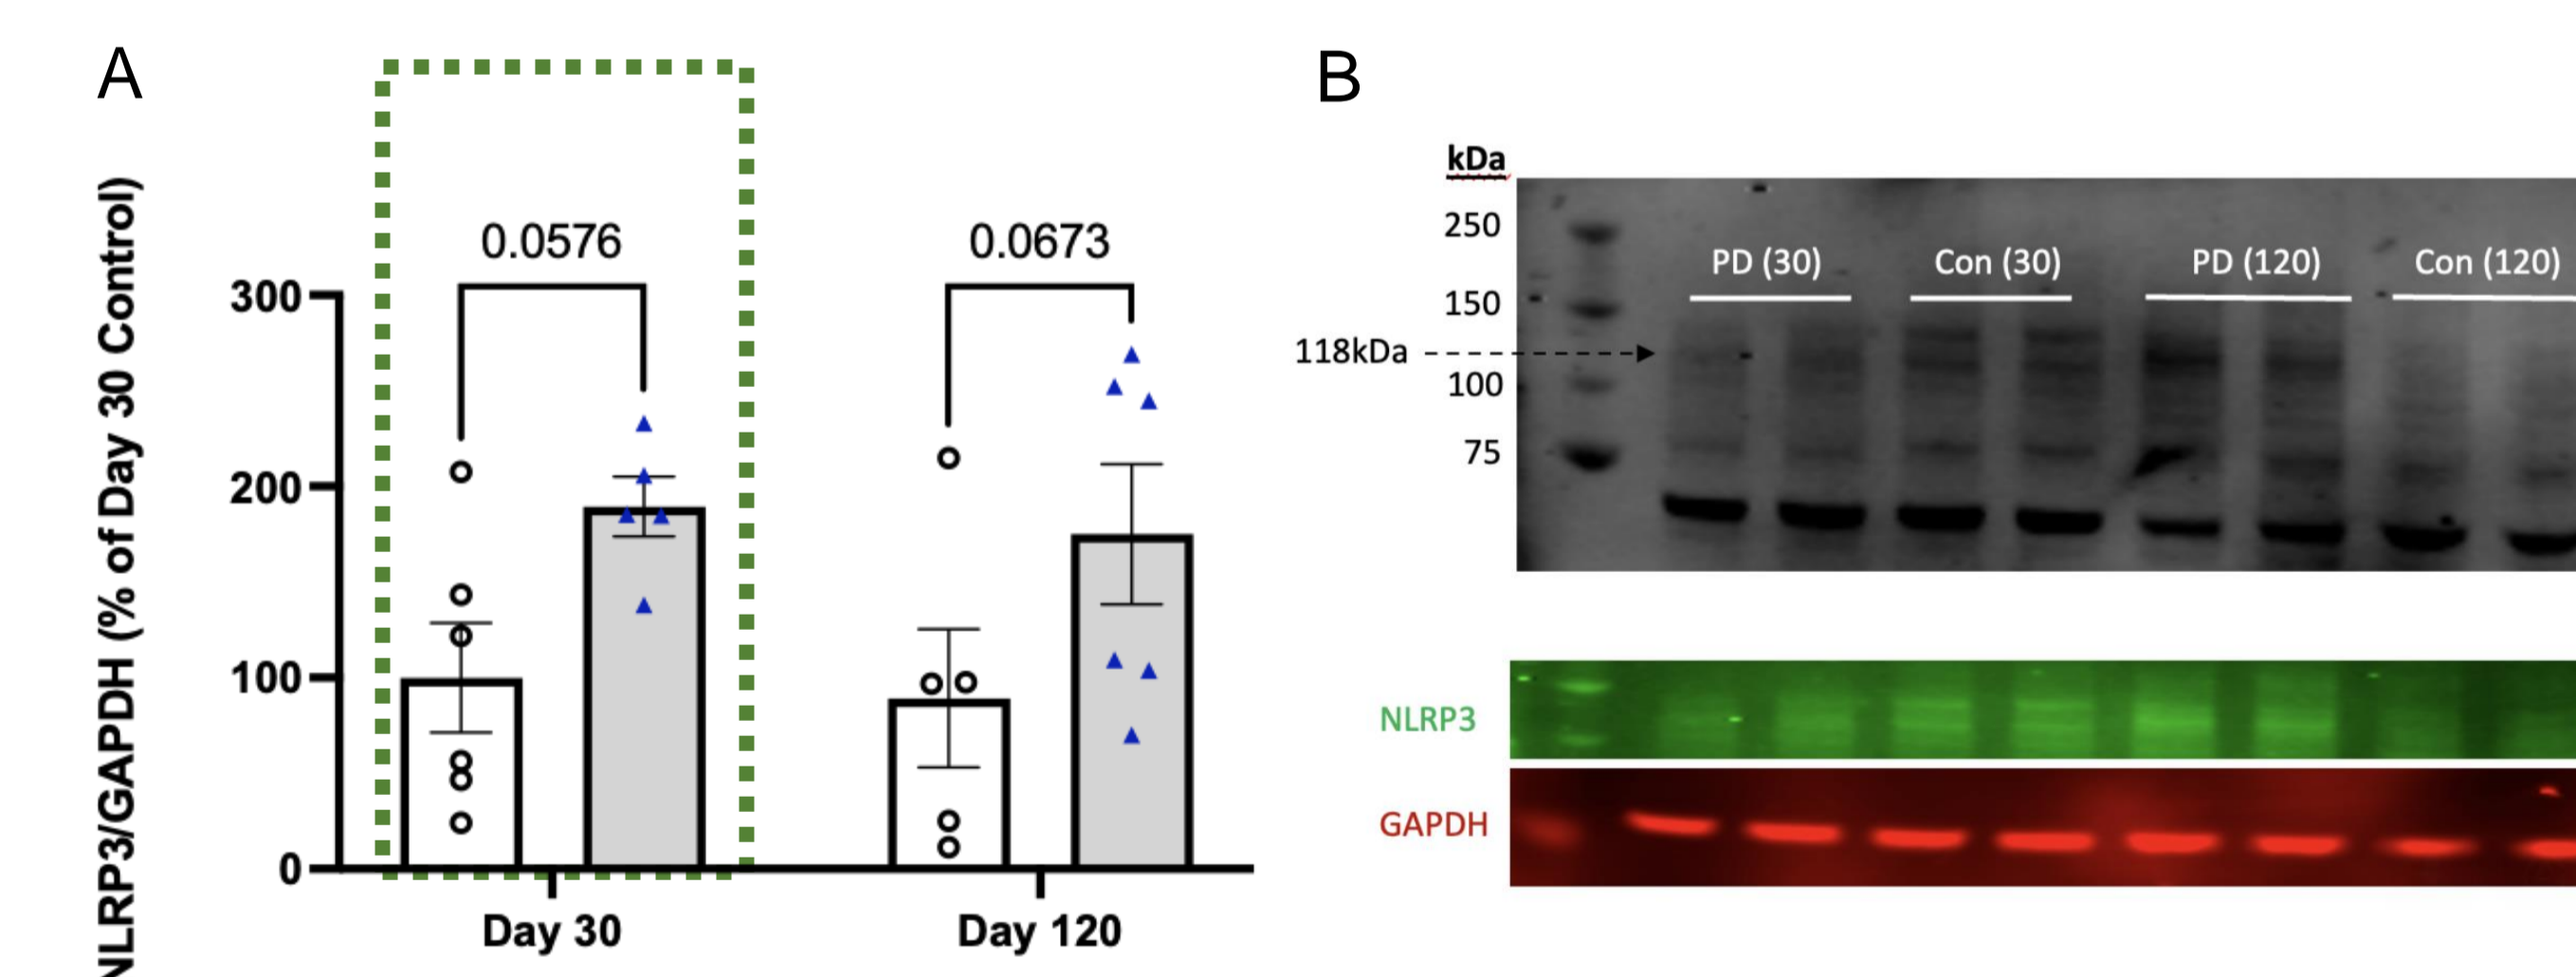 A
NLRP3/GAPDH (% of Day 30 Control)
0.0576
0.0673
300
200
100
0
Day 30
Day 120
B
kDa
250
150
118kDa
100
75
PD (30)
Con (30)
PD (120)
Con (120)
NLRP3
GAPDH